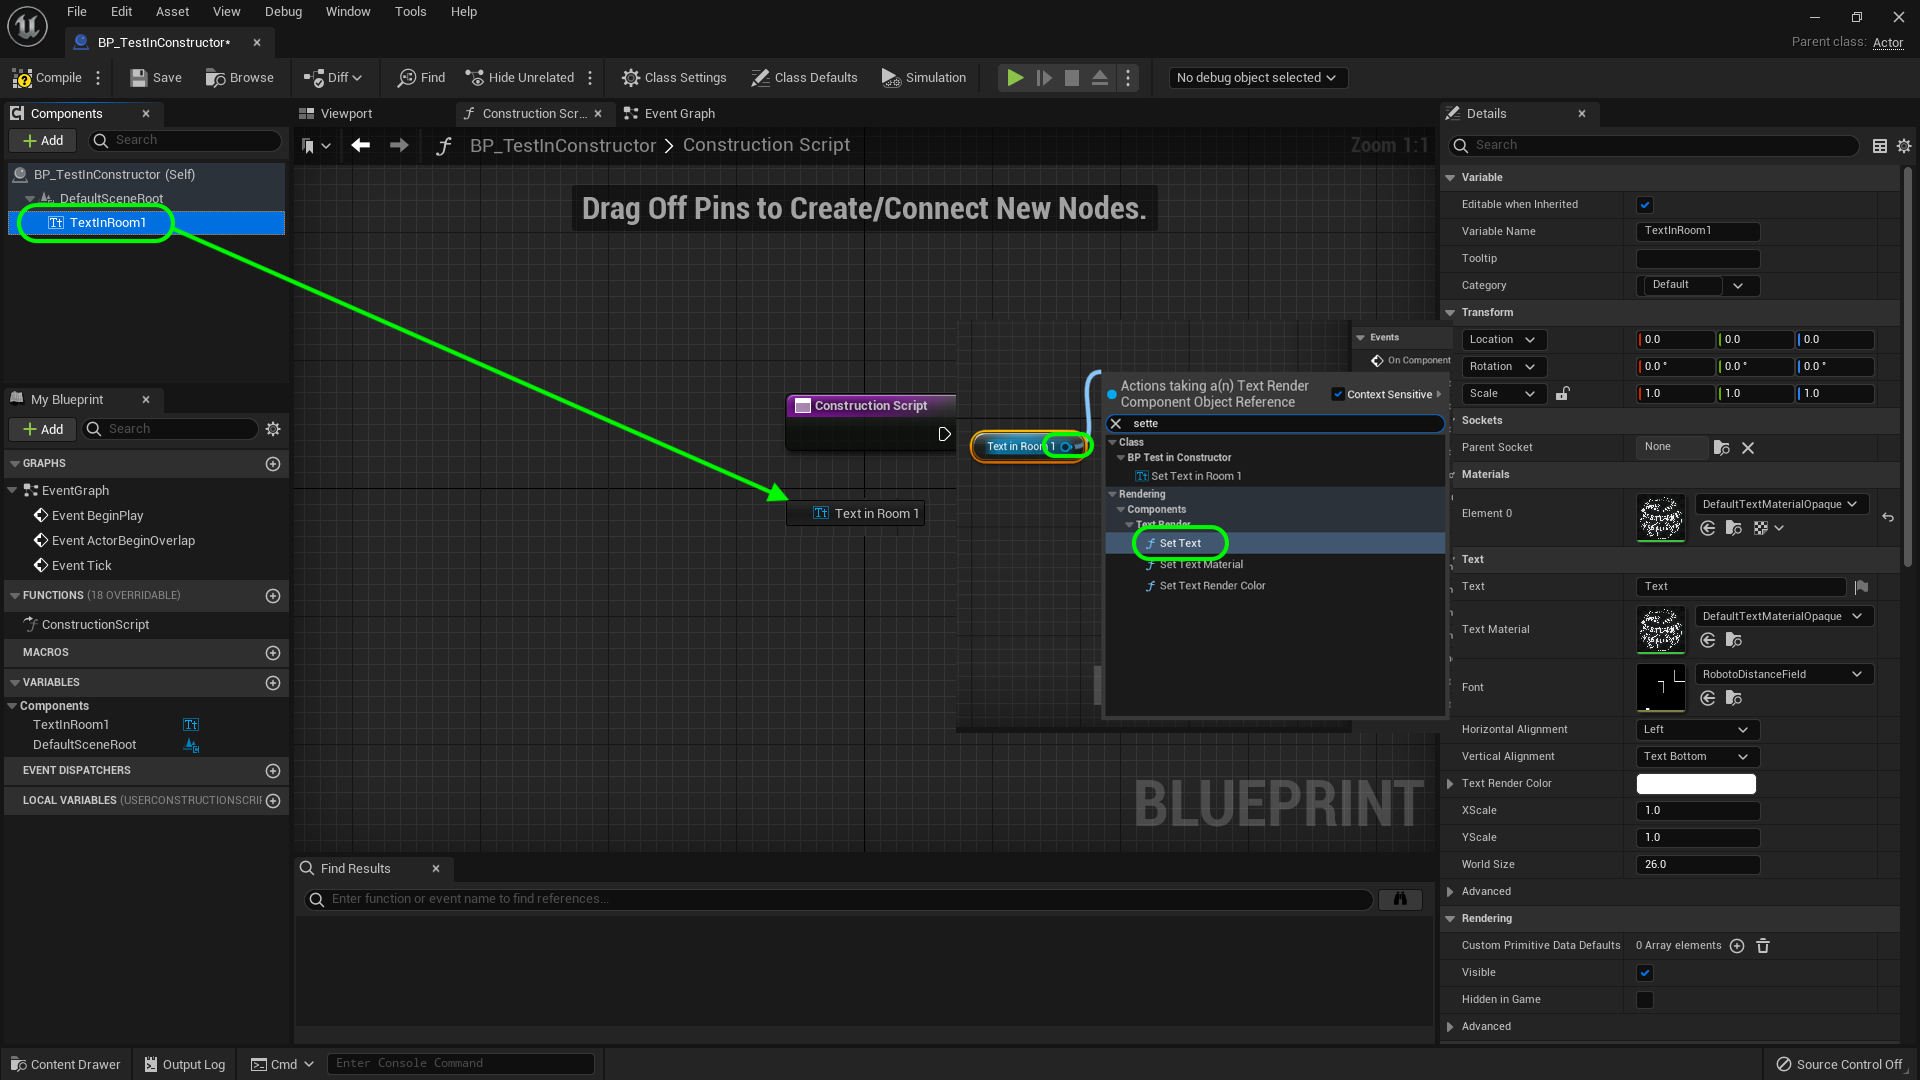 File Edit Asset View Debug Window Tools Help
BP_TestInConstructor*
Parent class: Actor
Compile Save Browse Diff Find Hide Unrelated Class Settings Class Defaults Simulation No debug object selected
Components
Add Search
BP_TestInConstructor (Self)
DefaultSceneRoot
TextInRoom1
My Blueprint
Add Search
GRAPHS
EventGraph
Event BeginPlay
Event ActorBeginOverlap
Event Tick
FUNCTIONS (18 OVERRIDABLE)
ConstructionScript
MACROS
VARIABLES
Components
TextInRoom1
DefaultSceneRoot
EVENT DISPATCHERS
LOCAL VARIABLES (USERCONSTRUCTIONSCRIP
Viewport Construction Scr... Event Graph
BP_TestInConstructor > Construction Script
Zoom 1:1
Drag Off Pins to Create/Connect New Nodes.
Construction Script
Text in Room 1
Text in Room 1
Events
On Component
Actions taking a(n) Text Render
Component Object Reference
Context Sensitive
sette
Class
BP Test in Constructor
Set Text in Room 1
Rendering
Components
Text Render
Set Text
Set Text Material
Set Text Render Color
BLUEPRINT
Find Results
Enter function or event name to find references...
Details
Search
Variable
Editable when Inherited
Variable Name TextInRoom1
Tooltip
Category Default
Transform
Location 0.0 0.0 0.0
Rotation 0.0 ° 0.0 ° 0.0 °
Scale 1.0 1.0 1.0
Sockets
Parent Socket None
Materials
Element 0 DefaultTextMaterialOpaque
Text
Text Text
Text Material DefaultTextMaterialOpaque
Font RobotoDistanceField
Horizontal Alignment Left
Vertical Alignment Text Bottom
Text Render Color
XScale 1.0
YScale 1.0
World Size 26.0
Advanced
Rendering
Custom Primitive Data Defaults 0 Array elements
Visible
Hidden in Game
Advanced
Content Drawer Output Log Cmd Enter Console Command Source Control Off